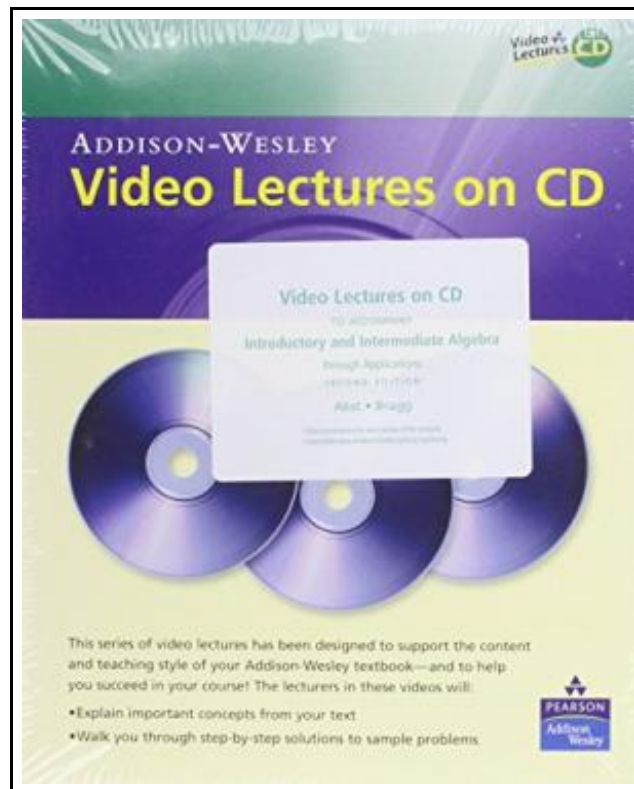 Video
Lectures CD
ADDISON-WESLEY
Video Lectures on CD
Video Lectures on CD
TO ACCOMPANY
Introductory and Intermediate Algebra
through Applications
SECOND EDITION
Akst • Bragg
This series of video lectures has been designed to support the content
and teaching style of your Addison-Wesley textbook—and to help
you succeed in your course! The lecturers in these videos will:
•Explain important concepts from your text
•Walk you through step-by-step solutions to sample problems
PEARSON
Addison
Wesley